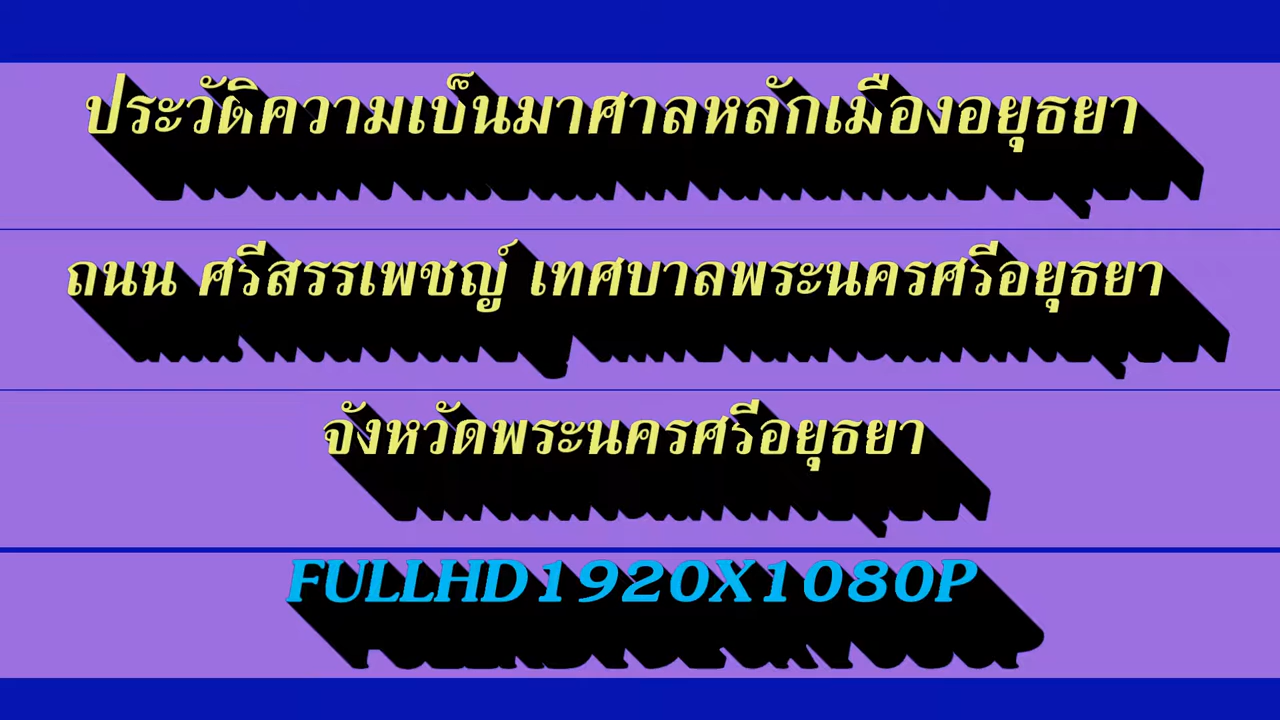 ประวัติความเบ็นมาศาลหลักเมืองอยุธยา
ถนน ศรีสรรเพชญ์ เทศบาลพระนครศรีอยุธยา
จังหวัดพระนครศรีอยุธยา
FULLHD1920X1080P